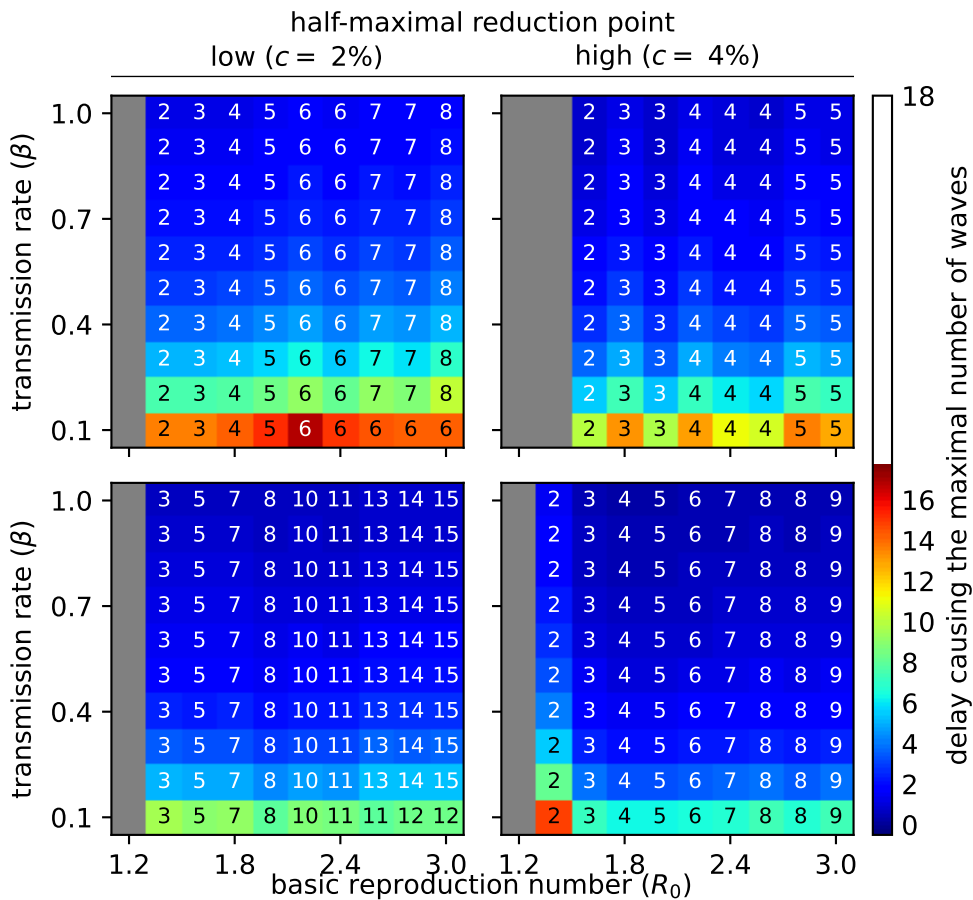 half-maximal reduction point
low (c = 2%)
high (c = 4%)
transmission rate (β)
1.0
0.7
0.4
0.1
2 3 4 5 6 6 7 7 8
2 3 4 5 6 6 7 7 8
2 3 4 5 6 6 7 7 8
2 3 4 5 6 6 7 7 8
2 3 4 5 6 6 7 7 8
2 3 4 5 6 6 7 7 8
2 3 4 5 6 6 7 7 8
2 3 4 5 6 6 7 7 8
2 3 4 5 6 6 7 7 8
2 3 4 5 6 6 6 6 6
2 3 3 4 4 4 5 5
2 3 3 4 4 4 5 5
2 3 3 4 4 4 5 5
2 3 3 4 4 4 5 5
2 3 3 4 4 4 5 5
2 3 3 4 4 4 5 5
2 3 3 4 4 4 5 5
2 3 3 4 4 4 5 5
2 3 3 4 4 4 5 5
2 3 3 4 4 4 5 5
transmission rate (β)
1.0
0.7
0.4
0.1
3 5 7 8 10 11 13 14 15
3 5 7 8 10 11 13 14 15
3 5 7 8 10 11 13 14 15
3 5 7 8 10 11 13 14 15
3 5 7 8 10 11 13 14 15
3 5 7 8 10 11 13 14 15
3 5 7 8 10 11 13 14 15
3 5 7 8 10 11 13 14 15
3 5 7 8 10 11 13 14 15
3 5 7 8 10 11 11 12 12
2 3 4 5 6 7 8 8 9
2 3 4 5 6 7 8 8 9
2 3 4 5 6 7 8 8 9
2 3 4 5 6 7 8 8 9
2 3 4 5 6 7 8 8 9
2 3 4 5 6 7 8 8 9
2 3 4 5 6 7 8 8 9
2 3 4 5 6 7 8 8 9
2 3 4 5 6 7 8 8 9
2 3 4 5 6 7 8 8 9
1.2 1.8 2.4 3.0
1.2 1.8 2.4 3.0
basic reproduction number (R₀)
18
16
14
12
10
8
6
4
2
0
delay causing the maximal number of waves